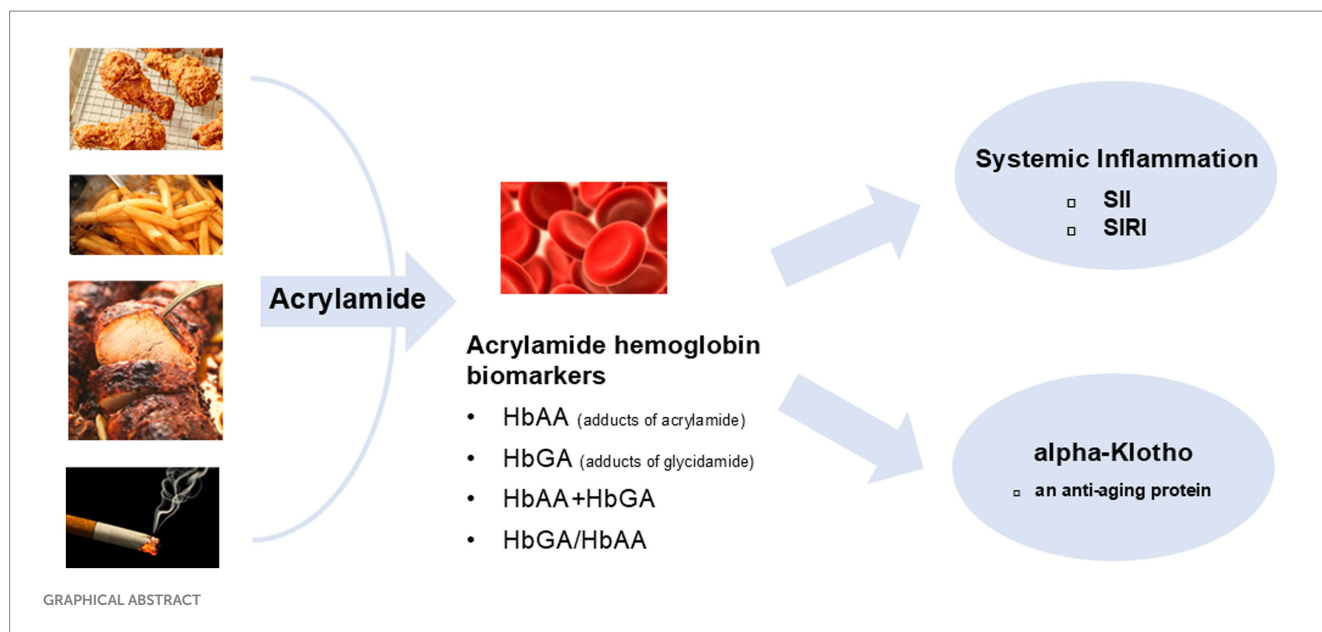 Acrylamide
Acrylamide hemoglobin
biomarkers
• HbAA (adducts of acrylamide)
• HbGA (adducts of glycidamide)
• HbAA+HbGA
• HbGA/HbAA
Systemic Inflammation
▫ SII
▫ SIRI
alpha-Klotho
▫ an anti-aging protein
GRAPHICAL ABSTRACT